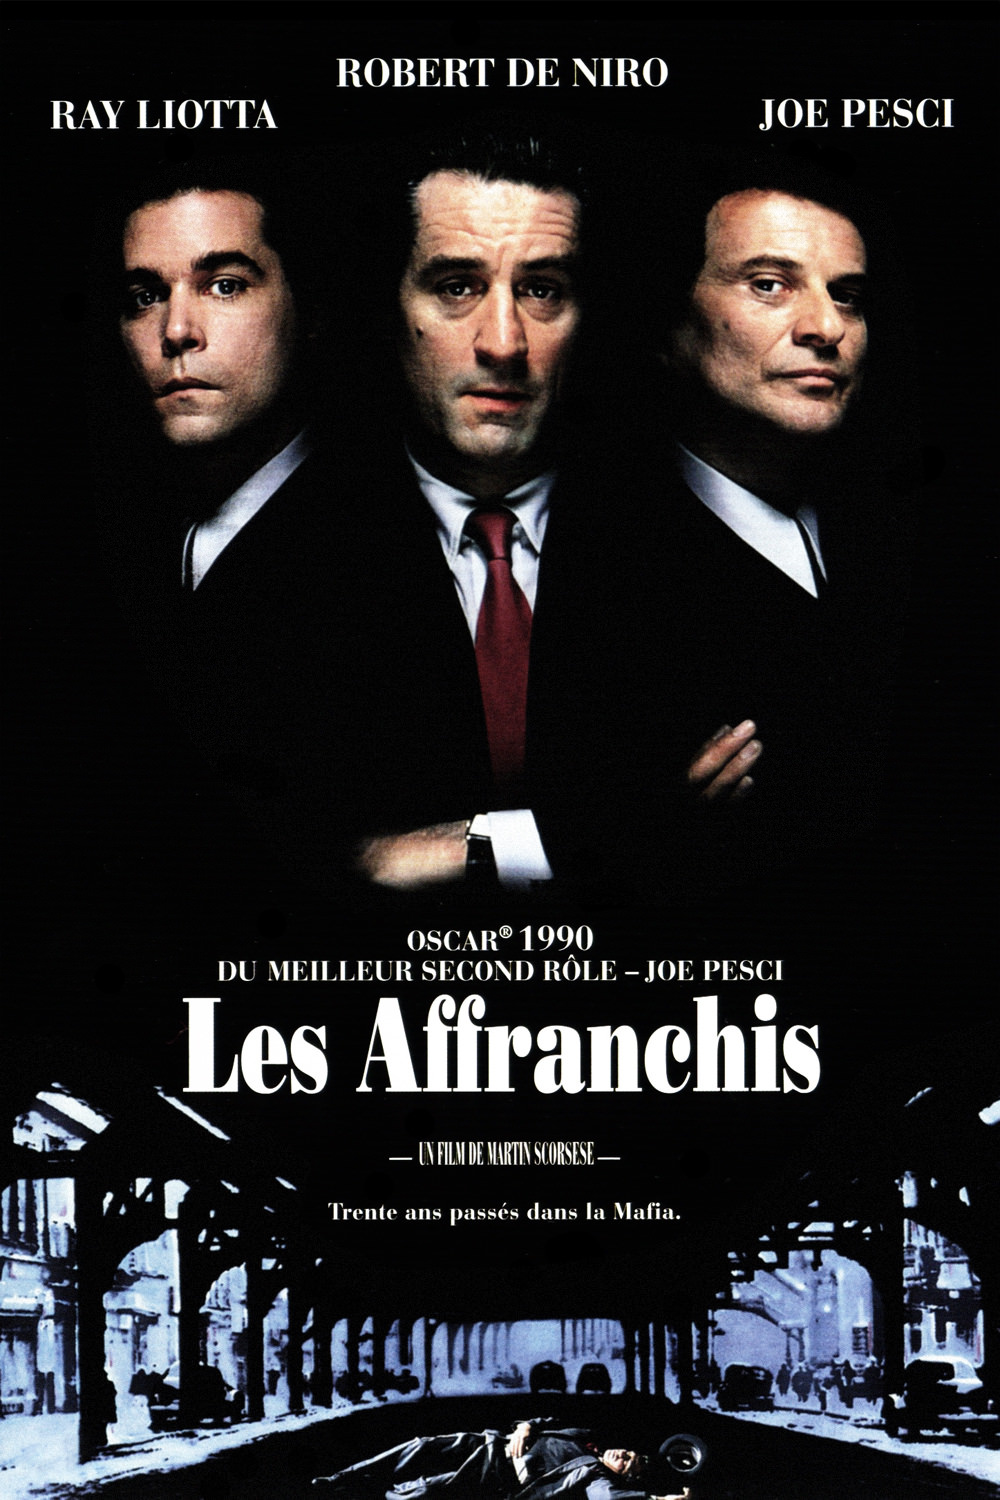 ROBERT DE NIRO
RAY LIOTTA
JOE PESCI
OSCAR® 1990
DU MEILLEUR SECOND RÔLE – JOE PESCI
Les Affranchis
— UN FILM DE MARTIN SCORSESE —
Trente ans passés dans la Mafia.